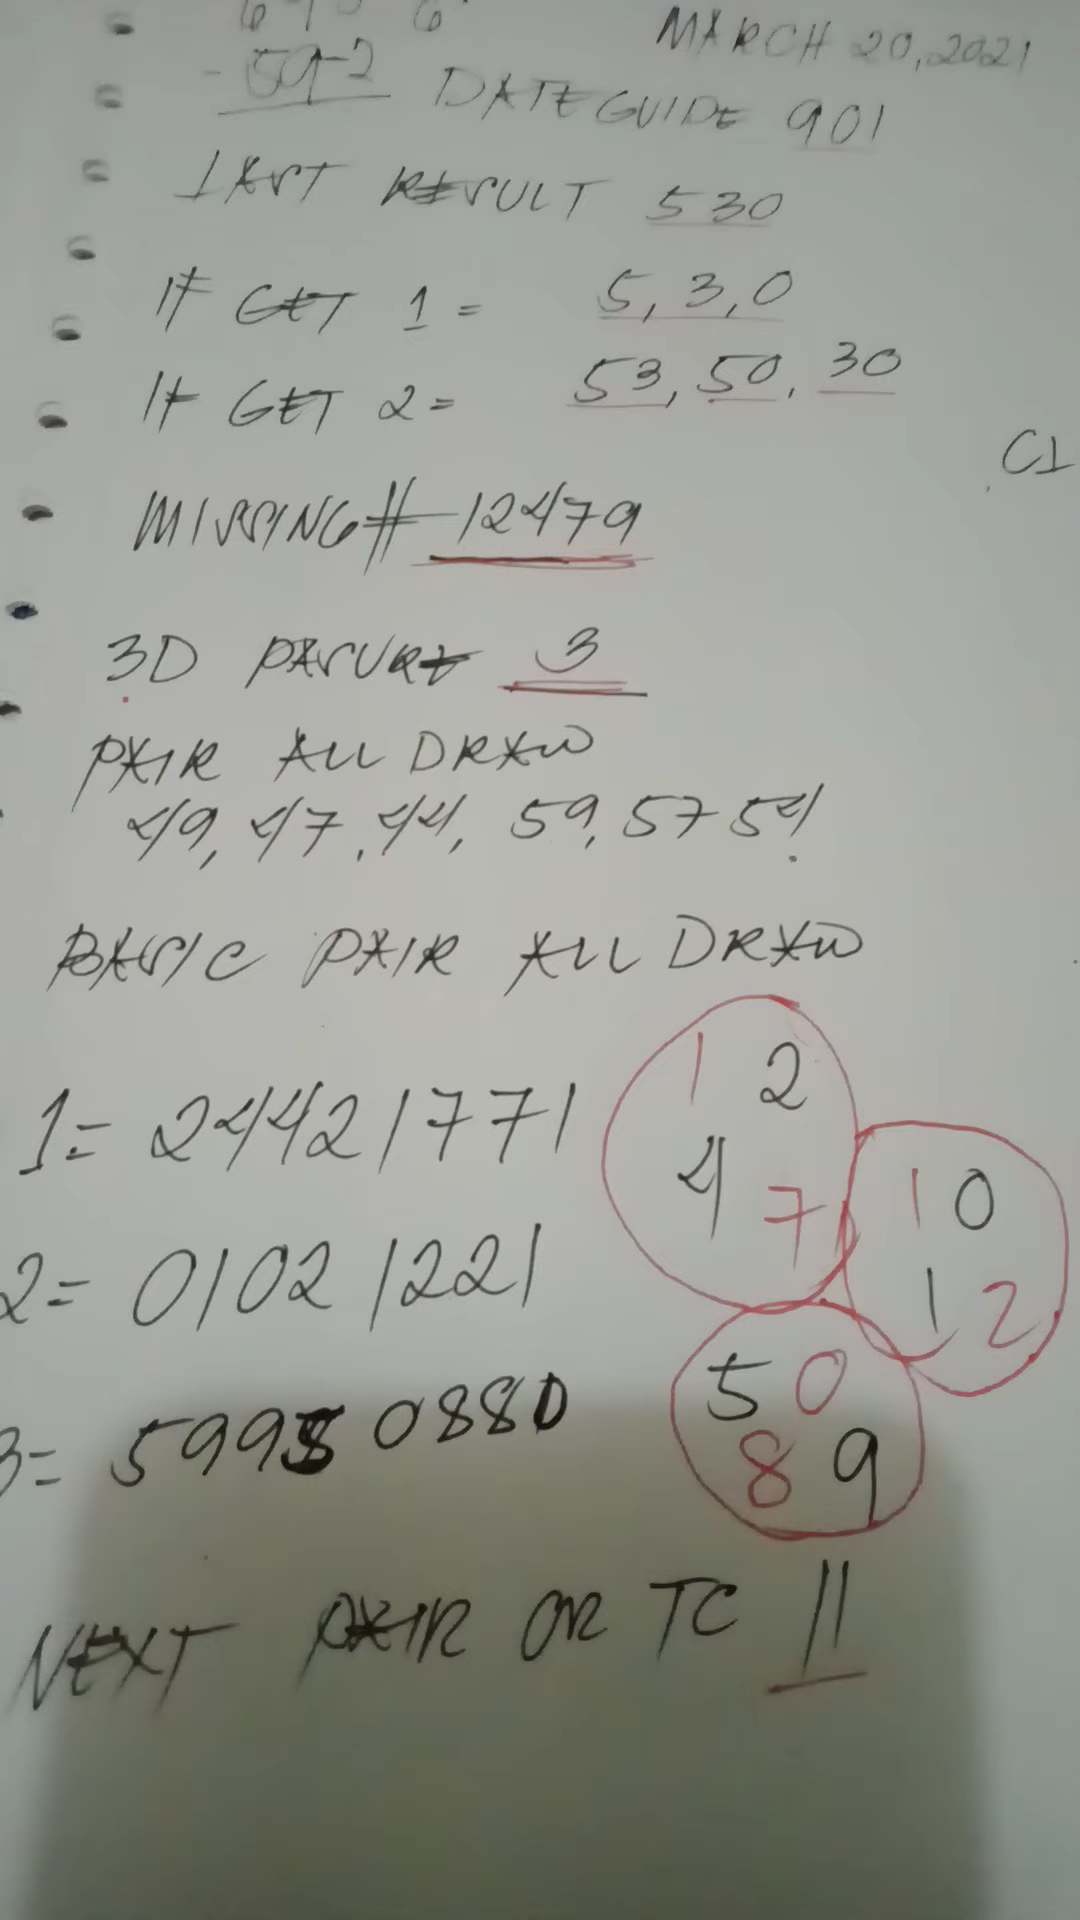 MARCH 20, 2021
59-2 DATE GUIDE 901
LAST RESULT 530
IF GET 1 = 5, 3, 0
IF GET 2 = 53, 50, 30
C1
MISSING # 12479
3D PASURE 3
PAIR ALL DRAW
49, 47, 44, 59, 57 54
BASIC PAIR ALL DRAW
1 2
1= 24421771
4 7
1 0
2= 01021221
1 2
5 0
3= 59950880
8 9
NEXT PAIR OR TC 11